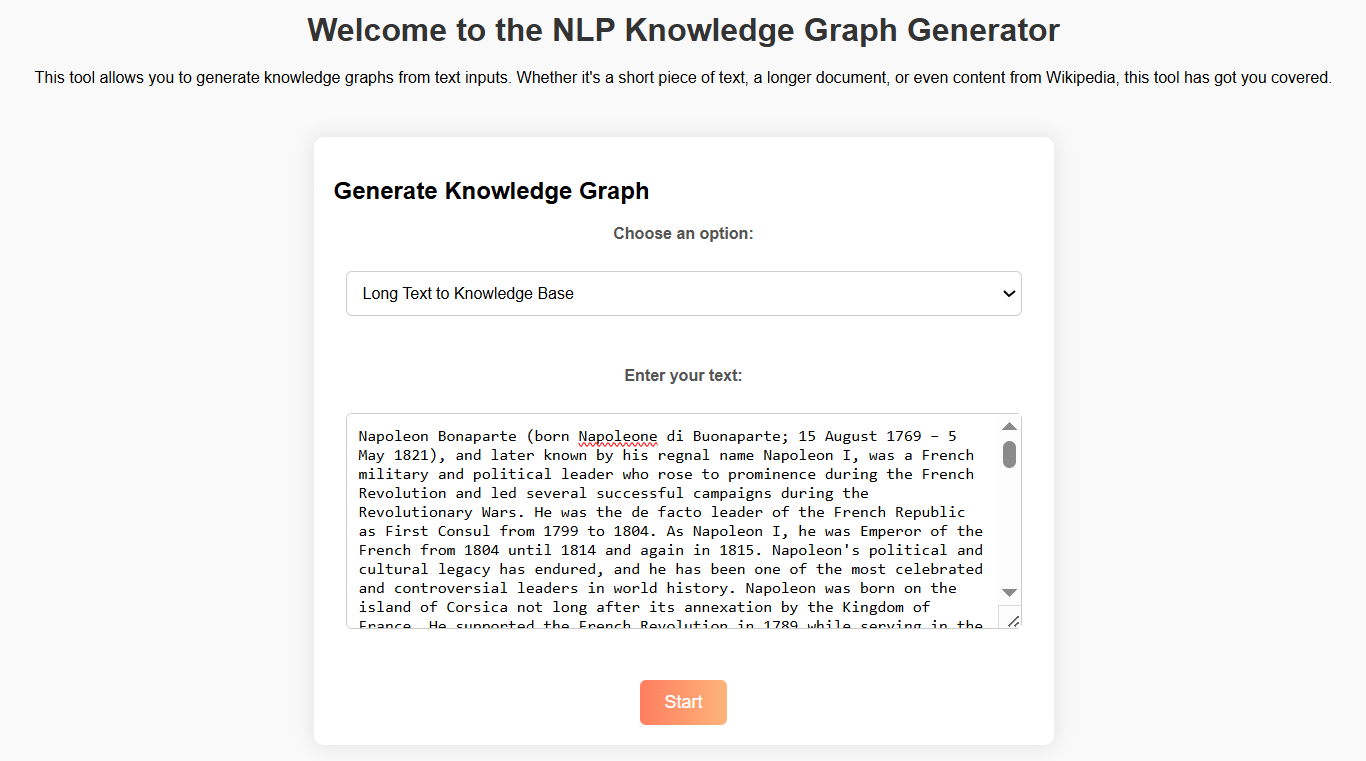 Welcome to the NLP Knowledge Graph Generator
This tool allows you to generate knowledge graphs from text inputs. Whether it's a short piece of text, a longer document, or even content from Wikipedia, this tool has got you covered.
Generate Knowledge Graph
Choose an option:
Long Text to Knowledge Base
Enter your text:
Napoleon Bonaparte (born Napoleone di Buonaparte; 15 August 1769 – 5
May 1821), and later known by his regnal name Napoleon I, was a French
military and political leader who rose to prominence during the French
Revolution and led several successful campaigns during the
Revolutionary Wars. He was the de facto leader of the French Republic
as First Consul from 1799 to 1804. As Napoleon I, he was Emperor of the
French from 1804 until 1814 and again in 1815. Napoleon's political and
cultural legacy has endured, and he has been one of the most celebrated
and controversial leaders in world history. Napoleon was born on the
island of Corsica not long after its annexation by the Kingdom of
France. He supported the French Revolution in 1789 while serving in the
Start